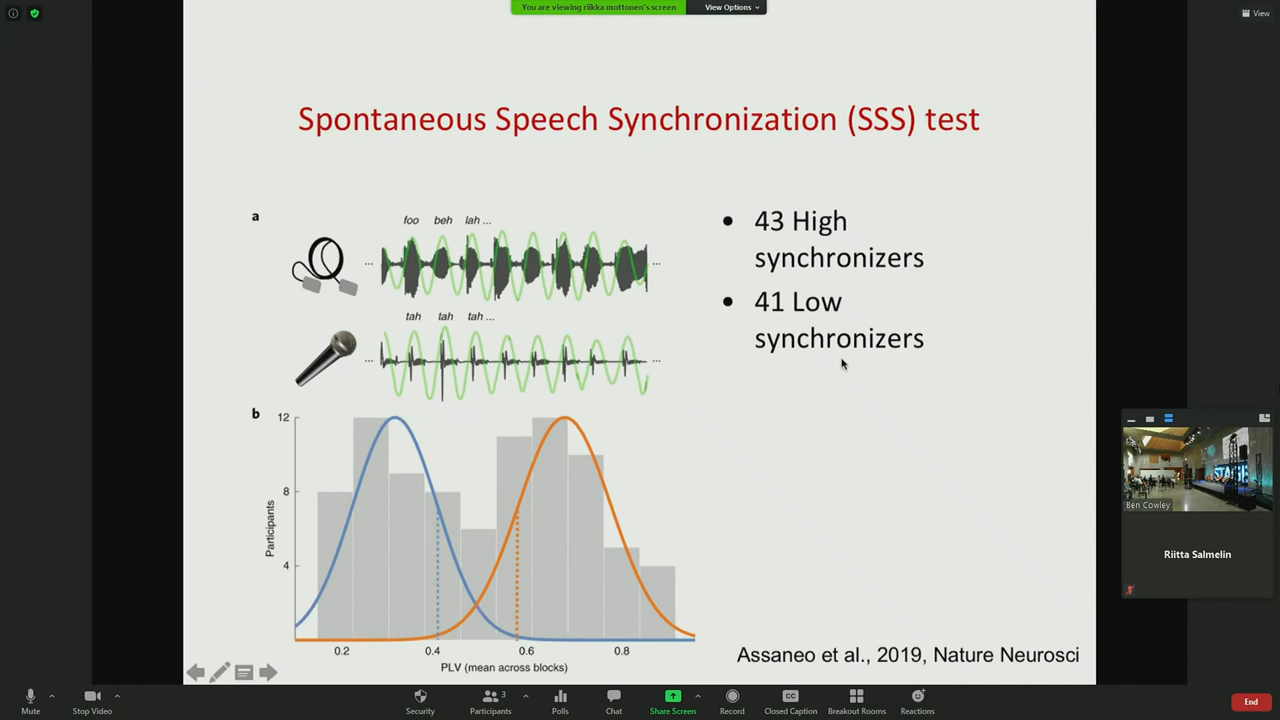 You are viewing riikka mottonen's screen
View Options
View
Spontaneous Speech Synchronization (SSS) test
a
foo beh lah ...
...
...
tah tah tah ...
...
...
• 43 High
synchronizers
• 41 Low
synchronizers
b
12
8
4
Participants
0.2 0.4 0.6 0.8
PLV (mean across blocks)
Assaneo et al., 2019, Nature Neurosci
Ben Cowley
Riitta Salmelin
Mute
Stop Video
Security
Participants 3
Polls
Chat
Share Screen
Record
CC
Closed Caption
Breakout Rooms
Reactions
End